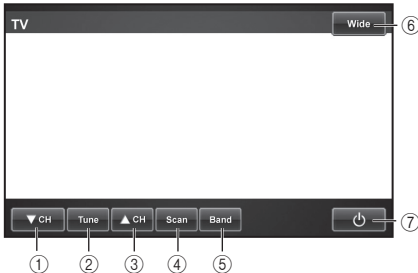 TV Wide ⑥
▼ CH Tune ▲ CH Scan Band ⑦
① ② ③ ④ ⑤